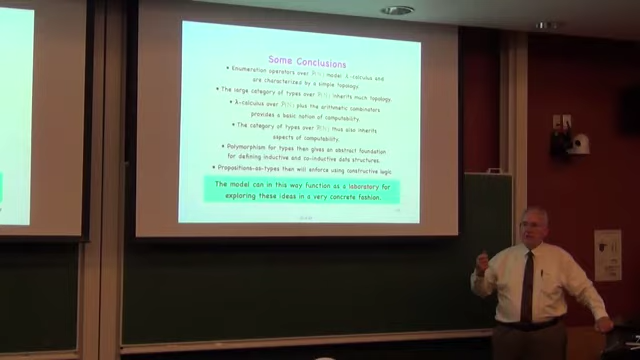 Some Conclusions
• Enumeration operators over model λ-calculus and
are characterized by a simple topology.
• The large category of types over inherits much topology.
• λ-calculus over plus the arithmetic combinators
provides a basic notion of computability.
• The category of types over thus also inherits
aspects of computability.
• Polymorphism for types then gives an abstract foundation
for defining inductive and co-inductive data structures.
• Propositions-as-types then will enforce using constructive logic.
The model can in this way function as a laboratory for
exploring these ideas in a very concrete fashion.